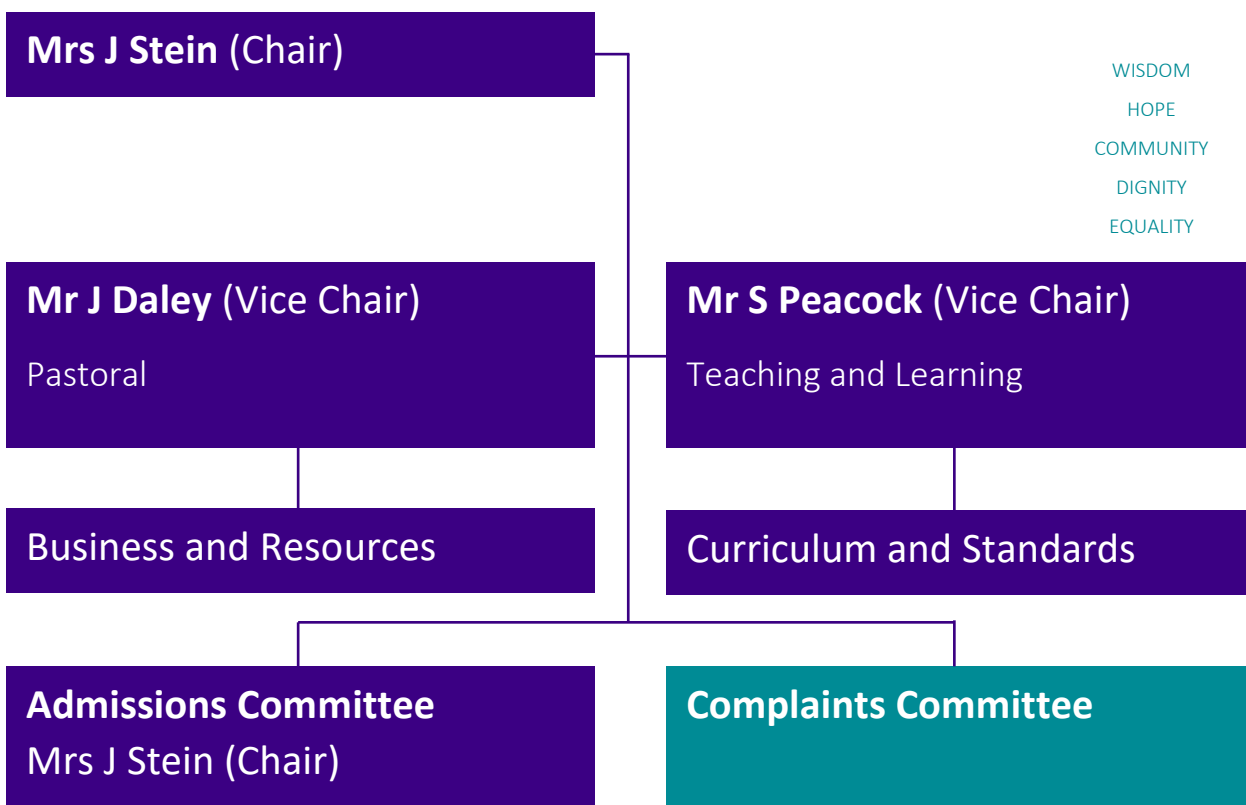 Mrs J Stein (Chair)
WISDOM
HOPE
COMMUNITY
DIGNITY
EQUALITY
Mr J Daley (Vice Chair)
Pastoral
Mr S Peacock (Vice Chair)
Teaching and Learning
Business and Resources
Curriculum and Standards
Admissions Committee
Mrs J Stein (Chair)
Complaints Committee